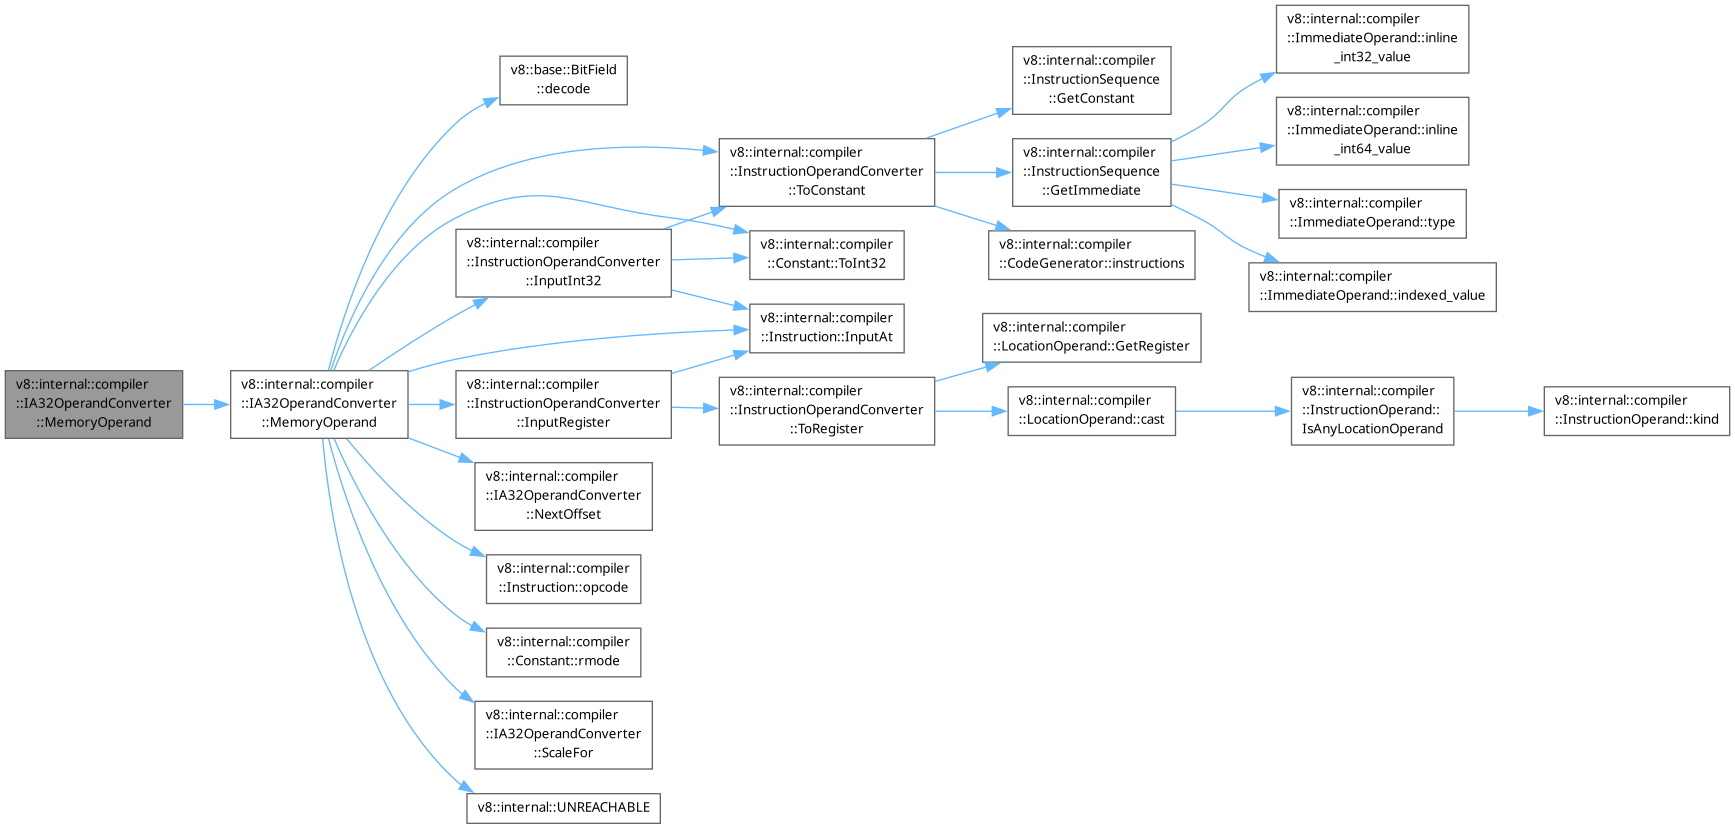 v8::internal::compiler
::IA32OperandConverter
::MemoryOperand
v8::internal::compiler
::IA32OperandConverter
::MemoryOperand
v8::base::BitField
::decode
v8::internal::compiler
::InstructionOperandConverter
::InputInt32
v8::internal::compiler
::InstructionOperandConverter
::InputRegister
v8::internal::compiler
::IA32OperandConverter
::NextOffset
v8::internal::compiler
::Instruction::opcode
v8::internal::compiler
::Constant::rmode
v8::internal::compiler
::IA32OperandConverter
::ScaleFor
v8::internal::UNREACHABLE
v8::internal::compiler
::InstructionOperandConverter
::ToConstant
v8::internal::compiler
::Constant::ToInt32
v8::internal::compiler
::Instruction::InputAt
v8::internal::compiler
::InstructionOperandConverter
::ToRegister
v8::internal::compiler
::InstructionSequence
::GetConstant
v8::internal::compiler
::InstructionSequence
::GetImmediate
v8::internal::compiler
::CodeGenerator::instructions
v8::internal::compiler
::LocationOperand::GetRegister
v8::internal::compiler
::LocationOperand::cast
v8::internal::compiler
::ImmediateOperand::inline
_int32_value
v8::internal::compiler
::ImmediateOperand::inline
_int64_value
v8::internal::compiler
::ImmediateOperand::type
v8::internal::compiler
::ImmediateOperand::indexed_value
v8::internal::compiler
::InstructionOperand::
IsAnyLocationOperand
v8::internal::compiler
::InstructionOperand::kind